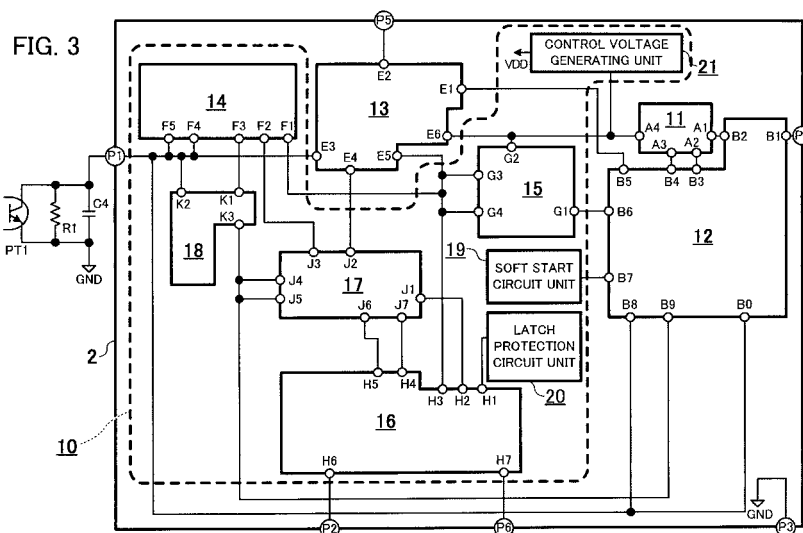 FIG. 3
P5
CONTROL VOLTAGE
GENERATING UNIT
VDD
21
14
F5 F4 F3 F2 F1
E2
13
E1
E6
E3
E4
E5
11
A4 A1
A3 A2
B2
B1
P1
G2
G3
15
G4
G1
B5 B4 B3
B6
12
B7
B8 B9 B0
K2 K1
K3
18
C4
R1
PT1
GND
J3 J2
J4
17
J1
J5
J6 J7
19
SOFT START
CIRCUIT UNIT
LATCH
PROTECTION
CIRCUIT UNIT
20
2
H5 H4
H3 H2 H1
16
10
H6
H7
GND
P2
P6
P3